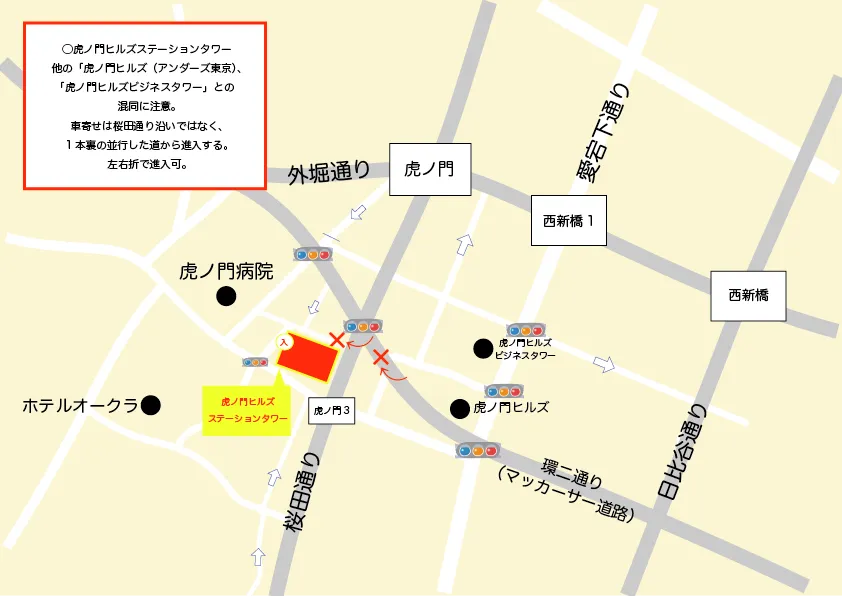 ○虎ノ門ヒルズステーションタワー
他の「虎ノ門ヒルズ（アンダーズ東京）、
「虎ノ門ヒルズビジネスタワー」との
混同に注意。
車寄せは桜田通り沿いではなく、
１本裏の並行した道から進入する。
左右折で進入可。
外堀通り
虎ノ門
愛宕下通り
西新橋１
西新橋
虎ノ門病院
入
虎ノ門ヒルズ
ビジネスタワー
虎ノ門ヒルズ
ステーションタワー
虎ノ門３
ホテルオークラ
虎ノ門ヒルズ
桜田通り
環二通り
（マッカーサー道路）
日比谷通り